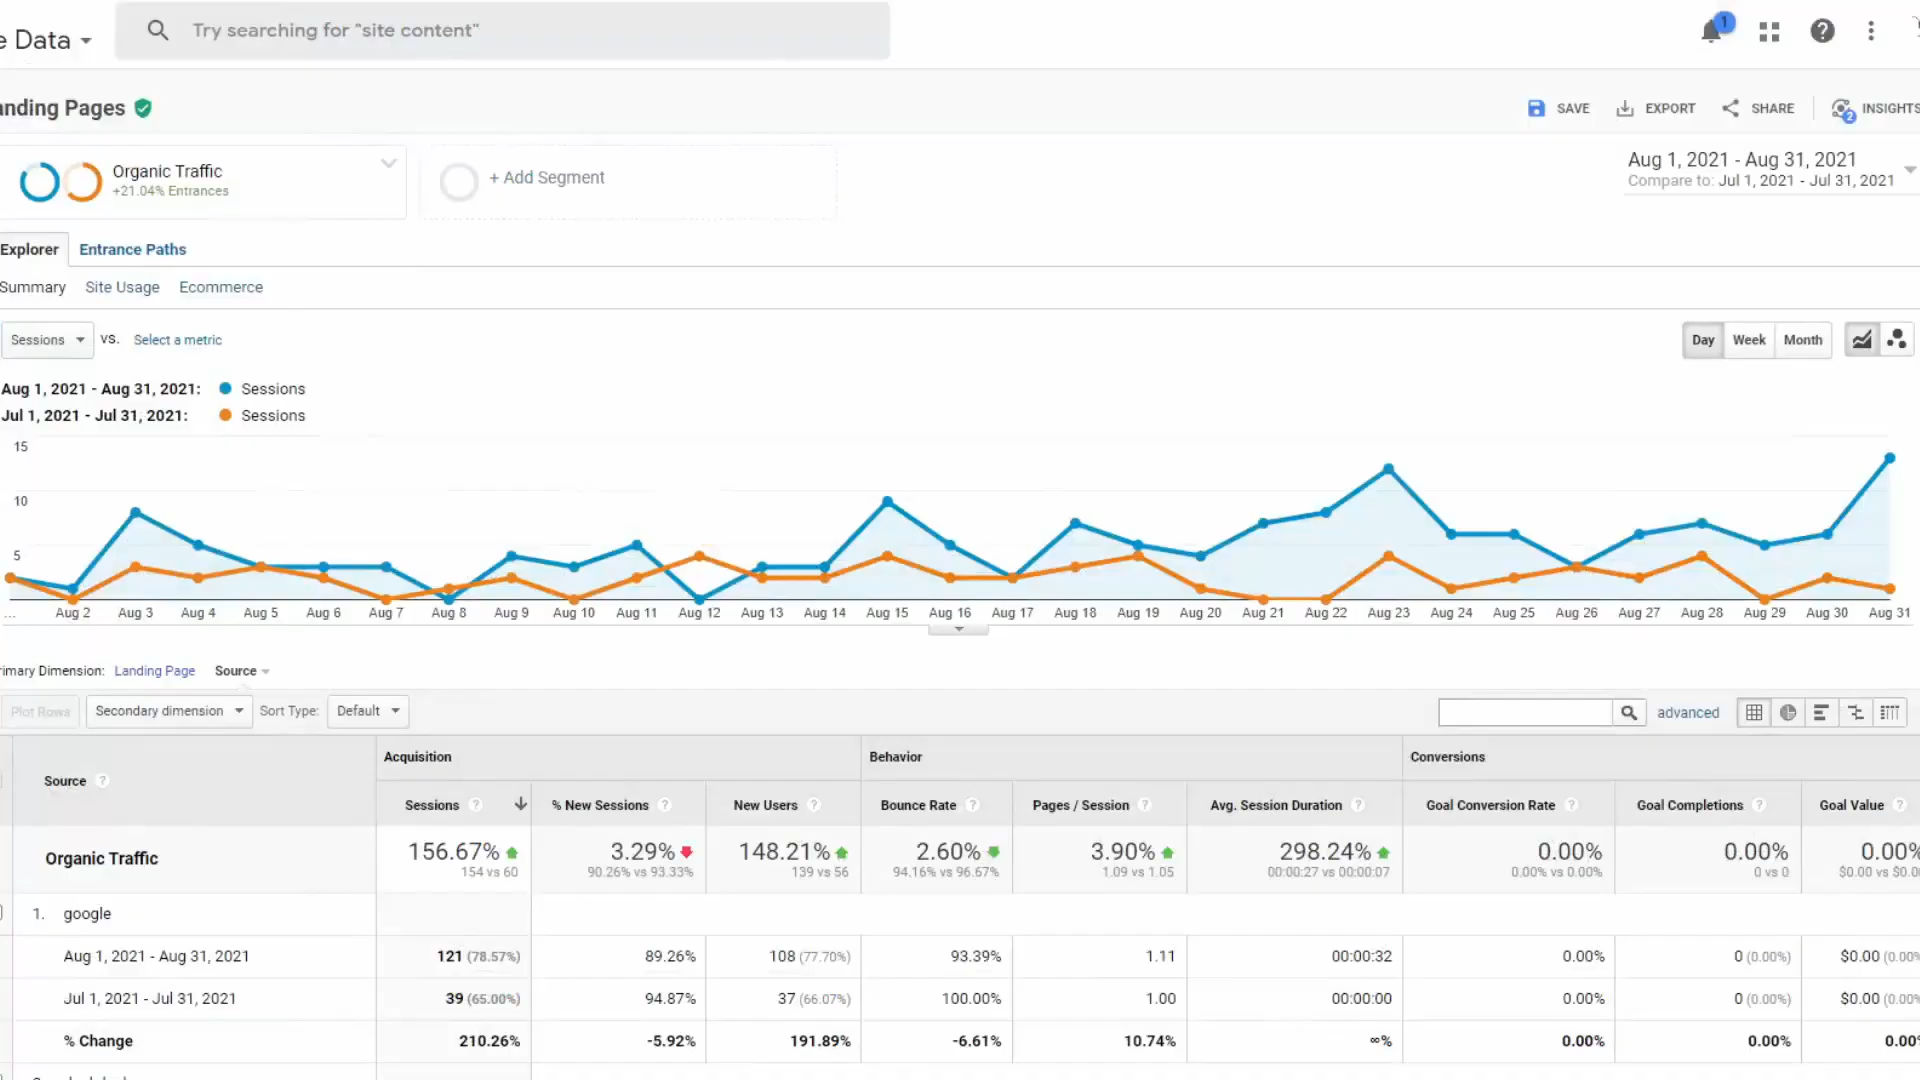 e Data
Try searching for "site content"
1
anding Pages
SAVE
EXPORT
SHARE
2
INSIGHTS
Organic Traffic
+21.04% Entrances
+ Add Segment
Aug 1, 2021 - Aug 31, 2021
Compare to: Jul 1, 2021 - Jul 31, 2021
Explorer
Entrance Paths
Summary
Site Usage
Ecommerce
Sessions
VS.
Select a metric
Day
Week
Month
Aug 1, 2021 - Aug 31, 2021:
Sessions
Jul 1, 2021 - Jul 31, 2021:
Sessions
15
10
5
... Aug 2 Aug 3 Aug 4 Aug 5 Aug 6 Aug 7 Aug 8 Aug 9 Aug 10 Aug 11 Aug 12 Aug 13 Aug 14 Aug 15 Aug 16 Aug 17 Aug 18 Aug 19 Aug 20 Aug 21 Aug 22 Aug 23 Aug 24 Aug 25 Aug 26 Aug 27 Aug 28 Aug 29 Aug 30 Aug 31
rimary Dimension: Landing Page Source
Plot Rows
Secondary dimension
Sort Type:
Default
advanced
Source ?
Acquisition
Behavior
Conversions
Sessions ? % New Sessions ? New Users ? Bounce Rate ? Pages / Session ? Avg. Session Duration ? Goal Conversion Rate ? Goal Completions ? Goal Value ?
Organic Traffic
156.67% 3.29% 148.21% 2.60% 3.90% 298.24% 0.00% 0.00% 0.00%
154 vs 60 90.26% vs 93.33% 139 vs 56 94.16% vs 96.67% 1.09 vs 1.05 00:00:27 vs 00:00:07 0.00% vs 0.00% 0 vs 0 $0.00 vs $0.00
1. google
Aug 1, 2021 - Aug 31, 2021 121 (78.57%) 89.26% 108 (77.70%) 93.39% 1.11 00:00:32 0.00% 0 (0.00%) $0.00 (0.00%
Jul 1, 2021 - Jul 31, 2021 39 (65.00%) 94.87% 37 (66.07%) 100.00% 1.00 00:00:00 0.00% 0 (0.00%) $0.00 (0.00%
% Change 210.26% -5.92% 191.89% -6.61% 10.74% ∞% 0.00% 0.00% 0.00%